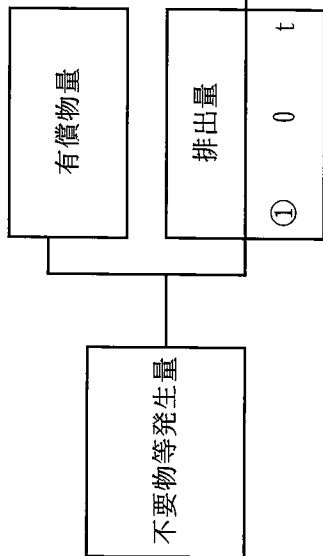 不要物等発生量
有償物量
排出量
① 0 t